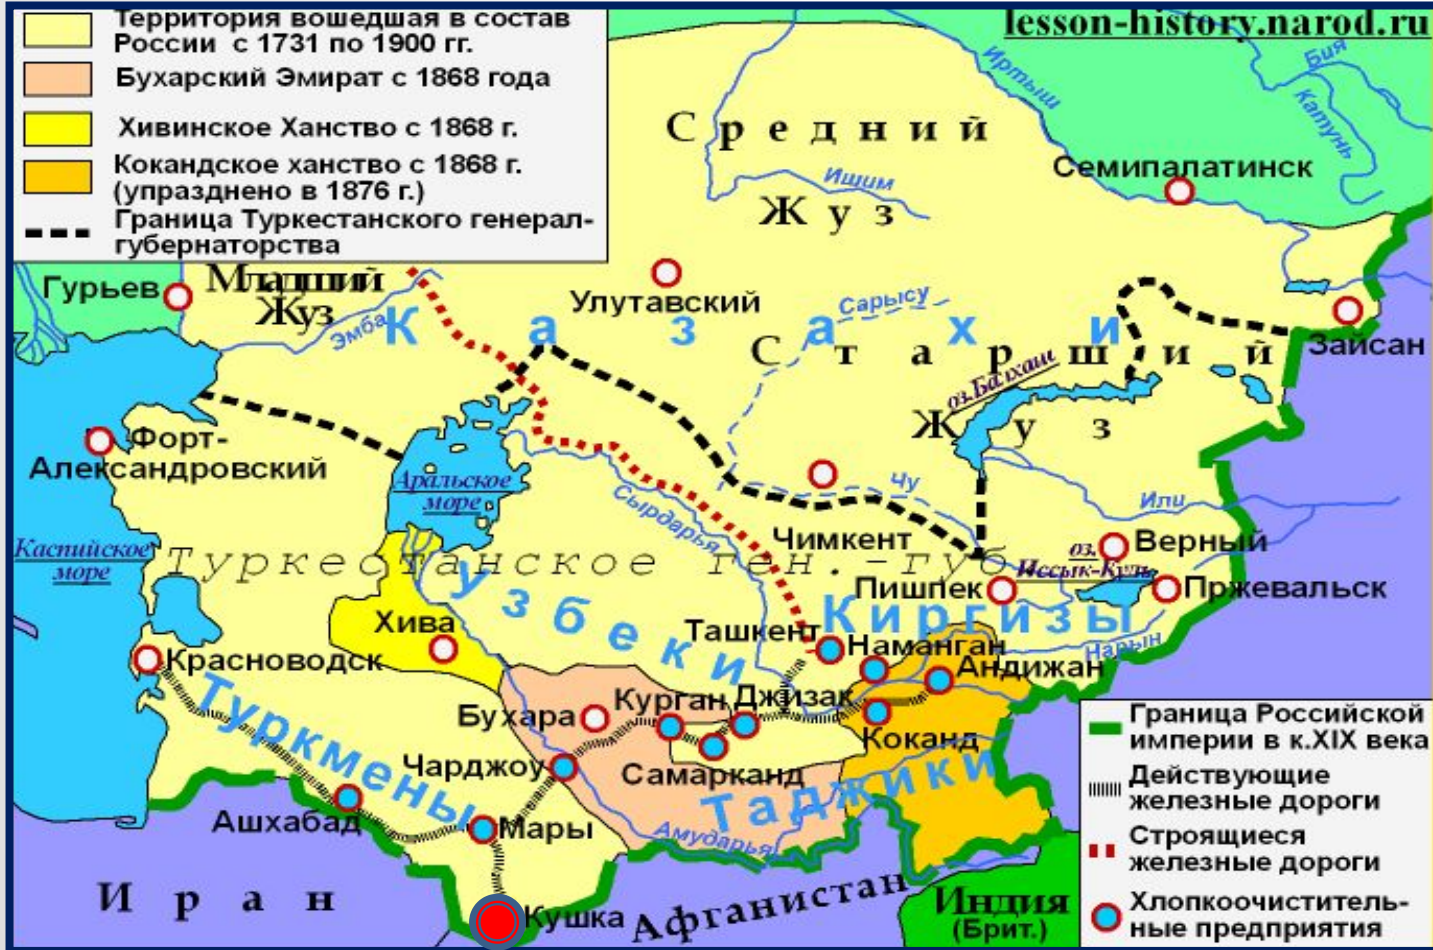 Территория вошедшая в состав
России с 1731 по 1900 гг.
Бухарский Эмират с 1868 года
Хивинское Ханство с 1868 г.
Кокандское ханство с 1868 г.
(упразднено в 1876 г.)
Граница Туркестанского генерал-
губернаторства
lesson-history.narod.ru
Иртыш
Бия
Катунь
Средний
Жуз
Ишим
Семипалатинск
Гурьев
Младший
Жуз
Эмба
Улутавский
Сарысу
Казахи
Старший
Жуз
Зайсан
оз.Балхаш
Форт-
Александровский
Аральское
море
Сырдарья
Чу
Или
Каспийское
море
Туркестанское ген.-губ
Чимкент
оз.
Иссык-Куль
Верный
Пишпек
Пржевальск
Узбеки
Киргизы
Нарын
Хива
Ташкент
Наманган
Андижан
Красноводск
Туркмены
Бухара
Курган
Джизак
Коканд
Чарджоу
Самарканд
Таджики
Ашхабад
Мары
Амударья
Иран
Кушка
Афганистан
Индия
(Брит.)
Граница Российской
империи в к.XIX века
Действующие
железные дороги
Строящиеся
железные дороги
Хлопкоочиститель-
ные предприятия